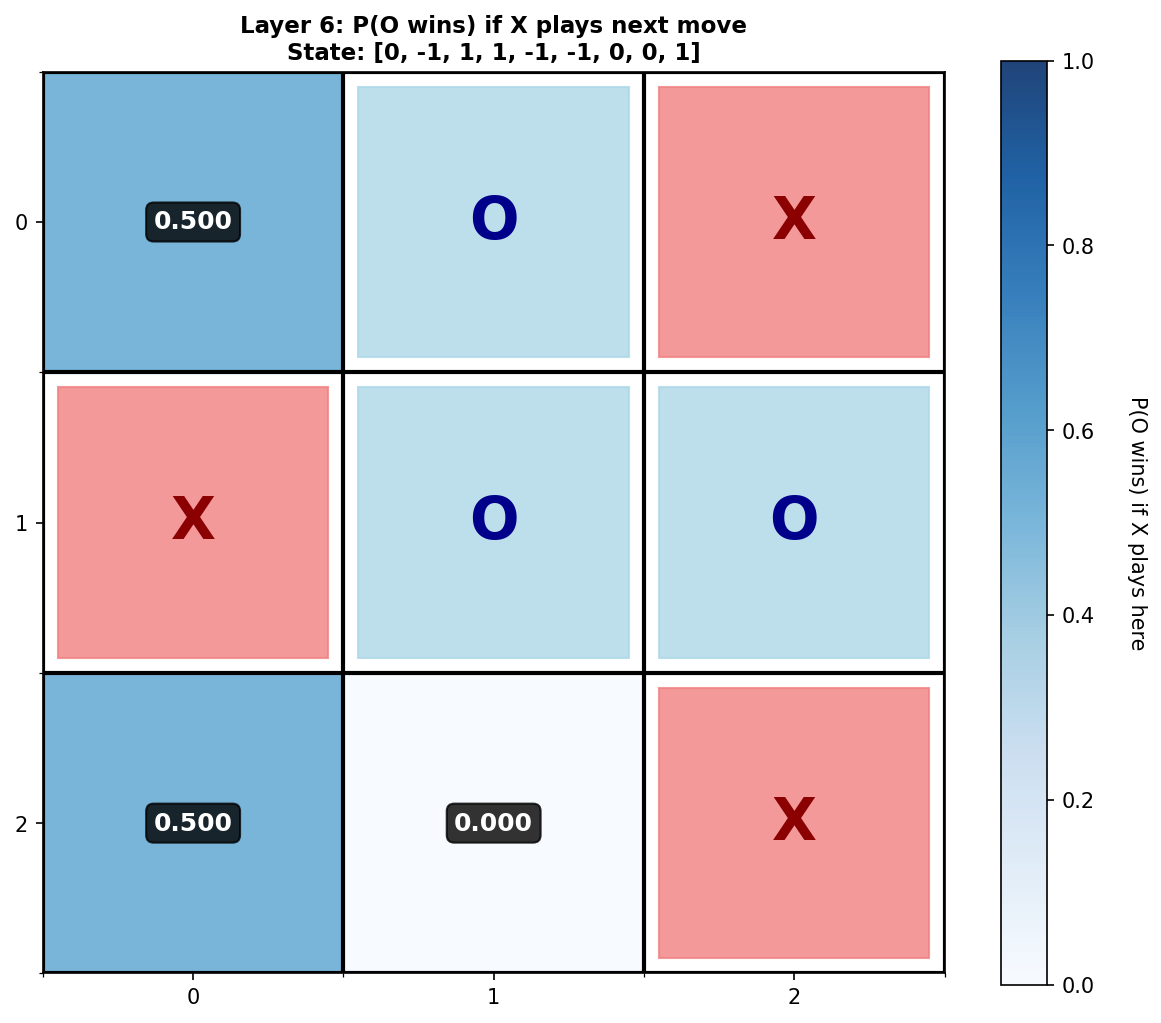 Layer 6: P(O wins) if X plays next move
State: [0, -1, 1, 1, -1, -1, 0, 0, 1]
0
0.500
O
X
1
X
O
O
2
0.500
0.000
X
0
1
2
1.0
0.8
0.6
0.4
0.2
0.0
P(O wins) if X plays here